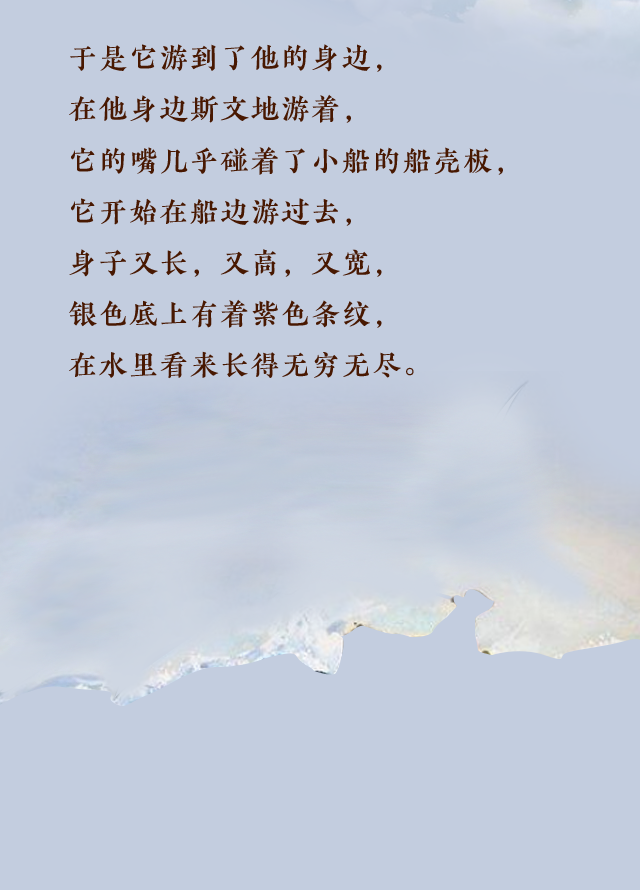 于是它游到了他的身边，
在他身边斯文地游着，
它的嘴几乎碰着了小船的船壳板，
它开始在船边游过去，
身子又长，又高，又宽，
银色底上有着紫色条纹，
在水里看来长得无穷无尽。